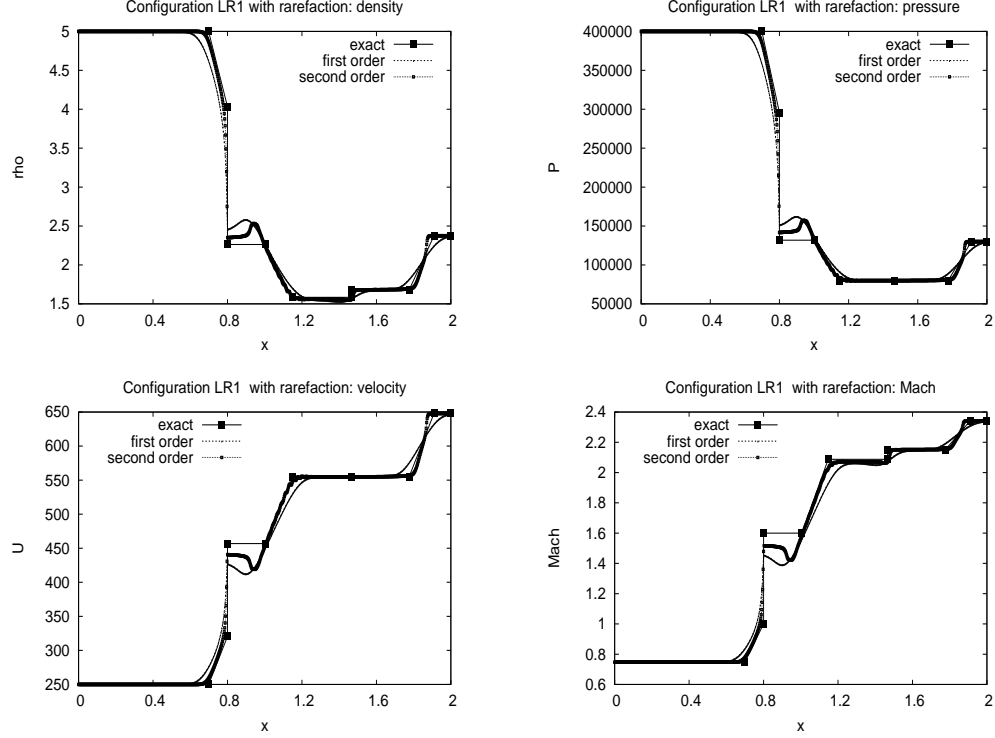 Configuration LR1  with rarefaction: density
exact
first order
second order
5
4.5
4
3.5
3
2.5
2
1.5
rho
0 0.4 0.8 1.2 1.6 2
x
Configuration LR1  with rarefaction: pressure
exact
first order
second order
400000
350000
300000
250000
200000
150000
100000
50000
P
0 0.4 0.8 1.2 1.6 2
x
Configuration LR1  with rarefaction: velocity
exact
first order
second order
650
600
550
500
450
400
350
300
250
U
0 0.4 0.8 1.2 1.6 2
x
Configuration LR1  with rarefaction: Mach
exact
first order
second order
2.4
2.2
2
1.8
1.6
1.4
1.2
1
0.8
0.6
Mach
0 0.4 0.8 1.2 1.6 2
x